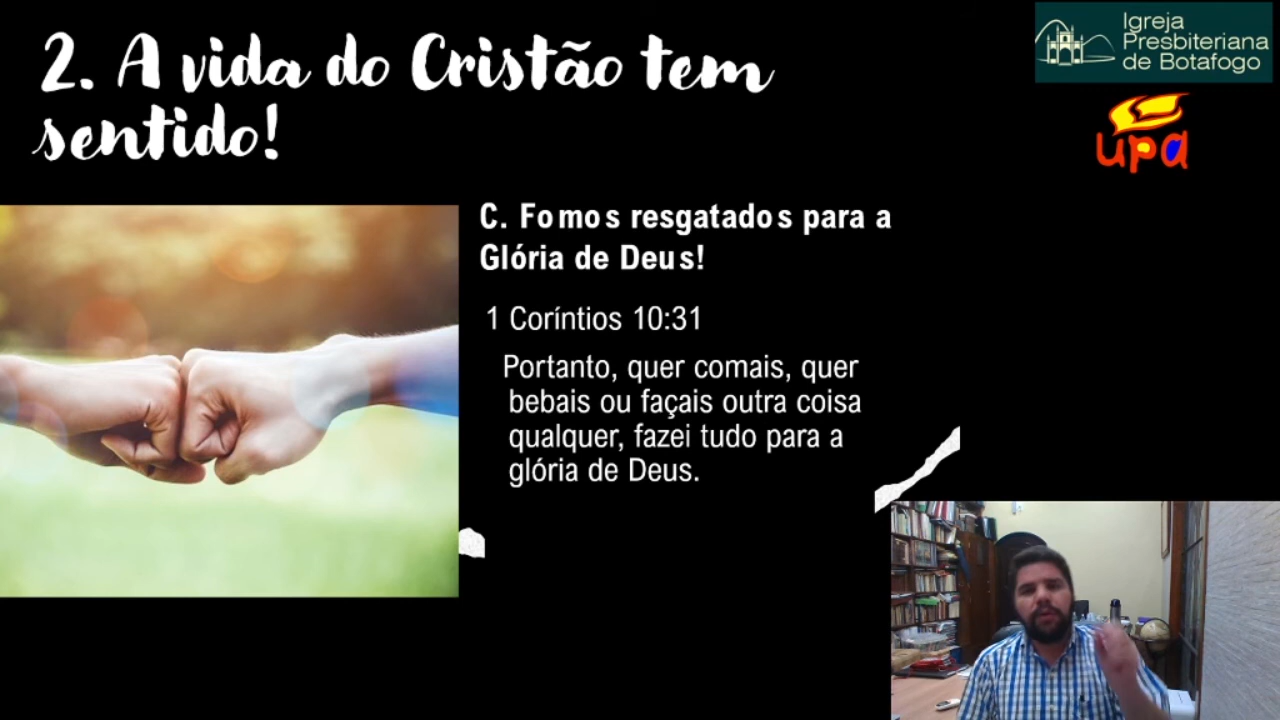 2. A vida do Cristão tem
sentido!
Igreja
Presbiteriana
de Botafogo
upa
C. Fomos resgatados para a
Glória de Deus!
1 Coríntios 10:31
Portanto, quer comais, quer
bebais ou façais outra coisa
qualquer, fazei tudo para a
glória de Deus.